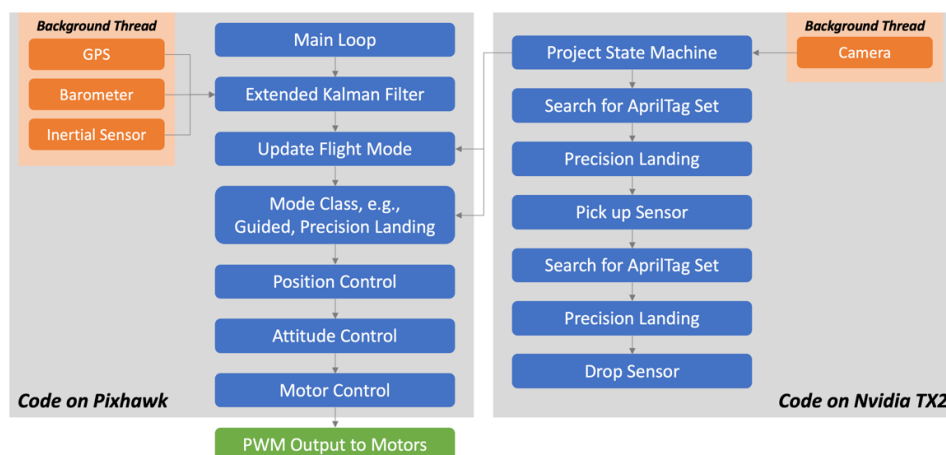 Background Thread
GPS
Barometer
Inertial Sensor
Main Loop
Extended Kalman Filter
Update Flight Mode
Mode Class, e.g.,
Guided, Precision Landing
Position Control
Attitude Control
Motor Control
Code on Pixhawk
PWM Output to Motors
Background Thread
Camera
Project State Machine
Search for AprilTag Set
Precision Landing
Pick up Sensor
Search for AprilTag Set
Precision Landing
Drop Sensor
Code on Nvidia TX2